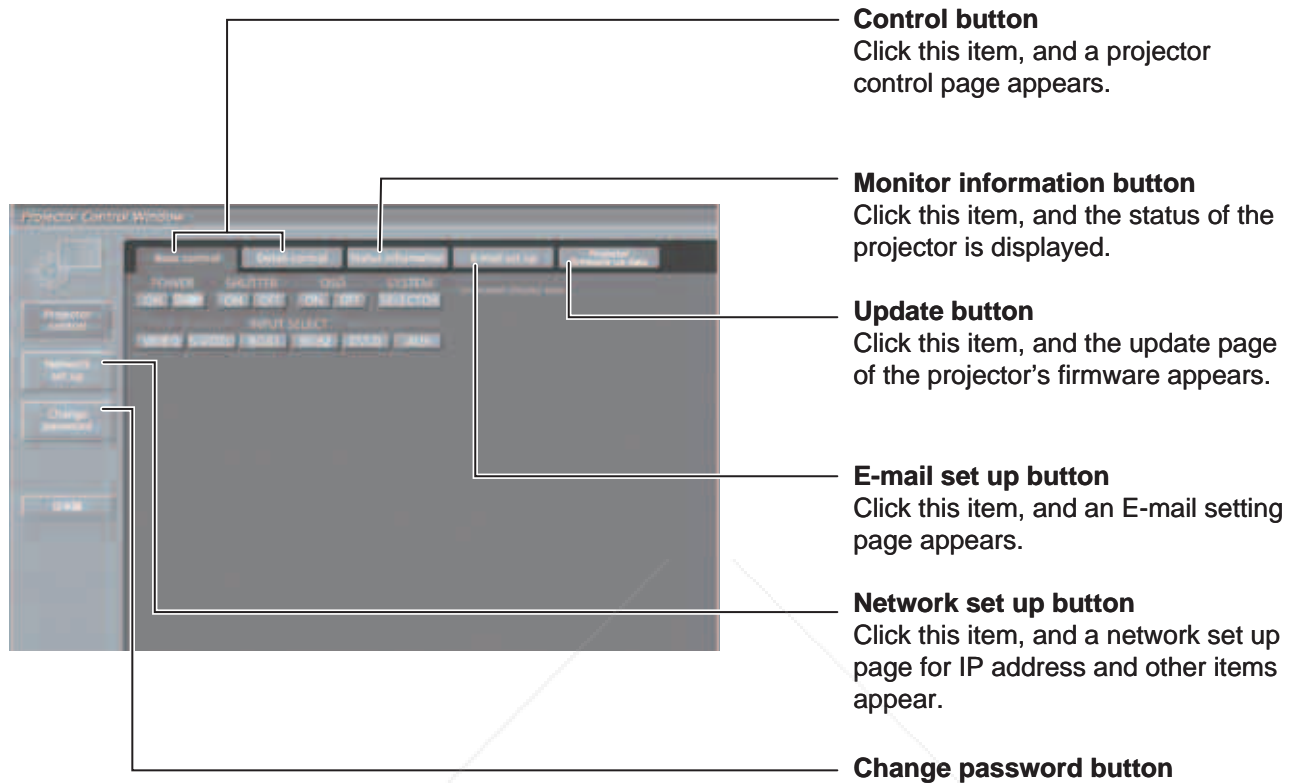 Control button
Click this item, and a projector
control page appears.
Monitor information button
Click this item, and the status of the
projector is displayed.
Update button
Click this item, and the update page
of the projector's firmware appears.
E-mail set up button
Click this item, and an E-mail setting
page appears.
Network set up button
Click this item, and a network set up
page for IP address and other items
appear.
Change password button
Projector Control Window
Basic control Detail control Status information E-mail set up Projector
firmware up data
POWER SHUTTER OSD SYSTEM
ON ON OFF ON OFF SELECTOR
INPUT SELECT
VIDEO S-VIDEO RGB1 RGB2 DVI-D AUX
Projector
control
Network
set up
Change
password
日本語